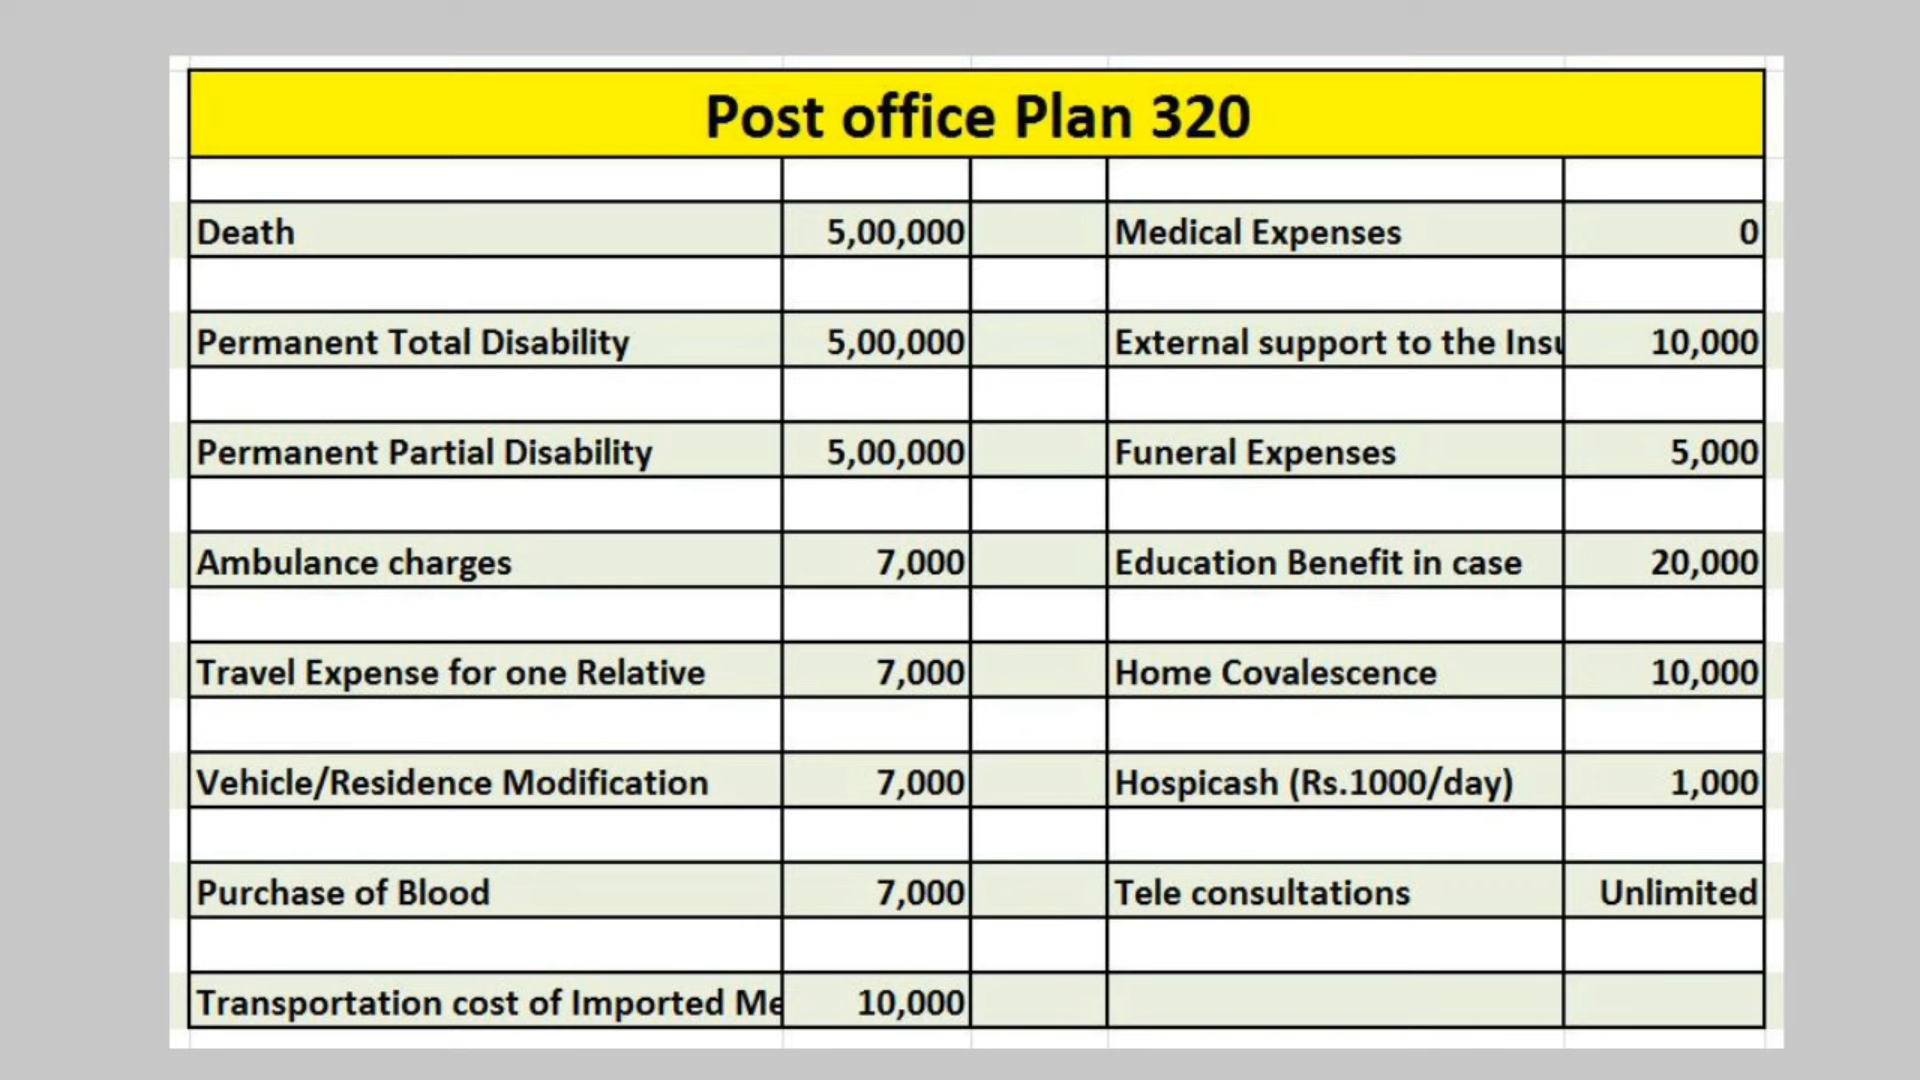 Post office Plan 320
Death 5,00,000 Medical Expenses 0
Permanent Total Disability 5,00,000 External support to the Insu 10,000
Permanent Partial Disability 5,00,000 Funeral Expenses 5,000
Ambulance charges 7,000 Education Benefit in case 20,000
Travel Expense for one Relative 7,000 Home Covalescence 10,000
Vehicle/Residence Modification 7,000 Hospicash (Rs.1000/day) 1,000
Purchase of Blood 7,000 Tele consultations Unlimited
Transportation cost of Imported Me 10,000